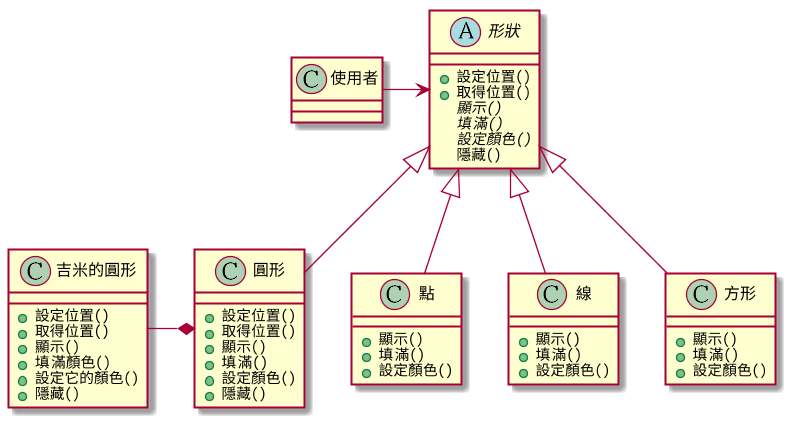 A 形狀
設定位置()
取得位置()
顯示()
填滿()
設定顏色()
隱藏()
C 使用者
C 吉米的圓形
設定位置()
取得位置()
顯示()
填滿顏色()
設定它的顏色()
隱藏()
C 圓形
設定位置()
取得位置()
顯示()
填滿()
設定顏色()
隱藏()
C 點
顯示()
填滿()
設定顏色()
C 線
顯示()
填滿()
設定顏色()
C 方形
顯示()
填滿()
設定顏色()